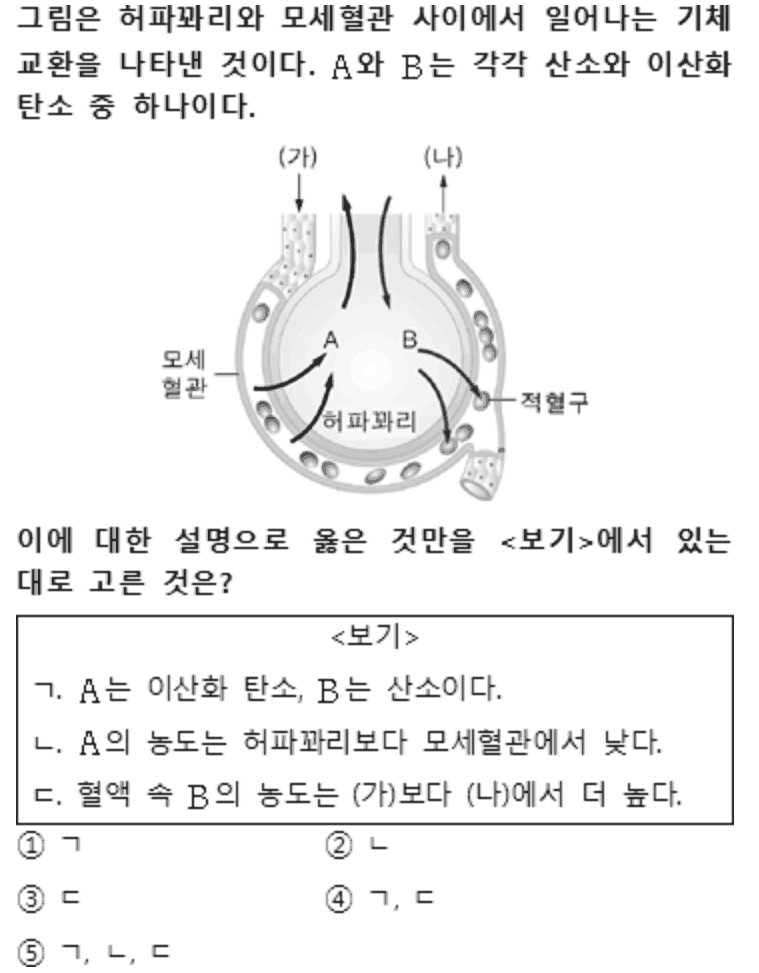 그림은 허파꽈리와 모세혈관 사이에서 일어나는 기체
교환을 나타낸 것이다. A와 B는 각각 산소와 이산화
탄소 중 하나이다.
(가) (나)
A B
모세
혈관
적혈구
허파꽈리
이에 대한 설명으로 옳은 것만을 <보기>에서 있는
대로 고른 것은?
<보기>
ㄱ. A는 이산화 탄소, B는 산소이다.
ㄴ. A의 농도는 허파꽈리보다 모세혈관에서 낮다.
ㄷ. 혈액 속 B의 농도는 (가)보다 (나)에서 더 높다.
① ㄱ ② ㄴ
③ ㄷ ④ ㄱ, ㄷ
⑤ ㄱ, ㄴ, ㄷ